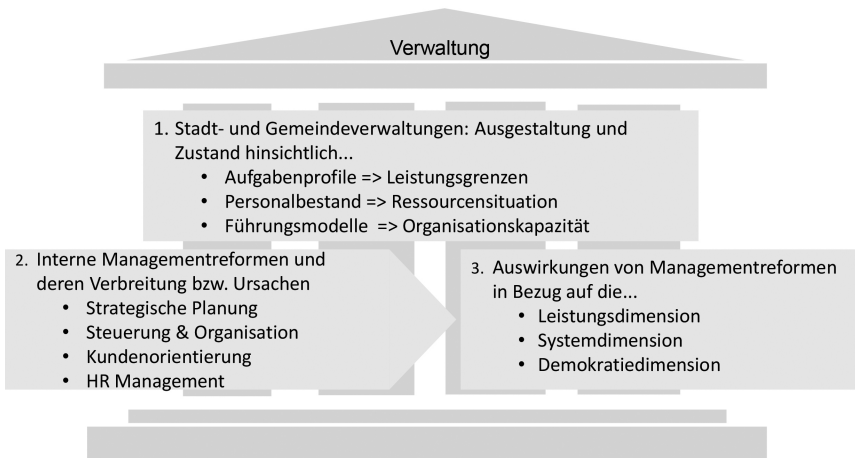 Verwaltung
1. Stadt- und Gemeindeverwaltungen: Ausgestaltung und
Zustand hinsichtlich...
• Aufgabenprofile => Leistungsgrenzen
• Personalbestand => Ressourcensituation
• Führungsmodelle => Organisationskapazität
2. Interne Managementreformen und
deren Verbreitung bzw. Ursachen
• Strategische Planung
• Steuerung & Organisation
• Kundenorientierung
• HR Management
3. Auswirkungen von Managementreformen
in Bezug auf die...
• Leistungsdimension
• Systemdimension
• Demokratiedimension